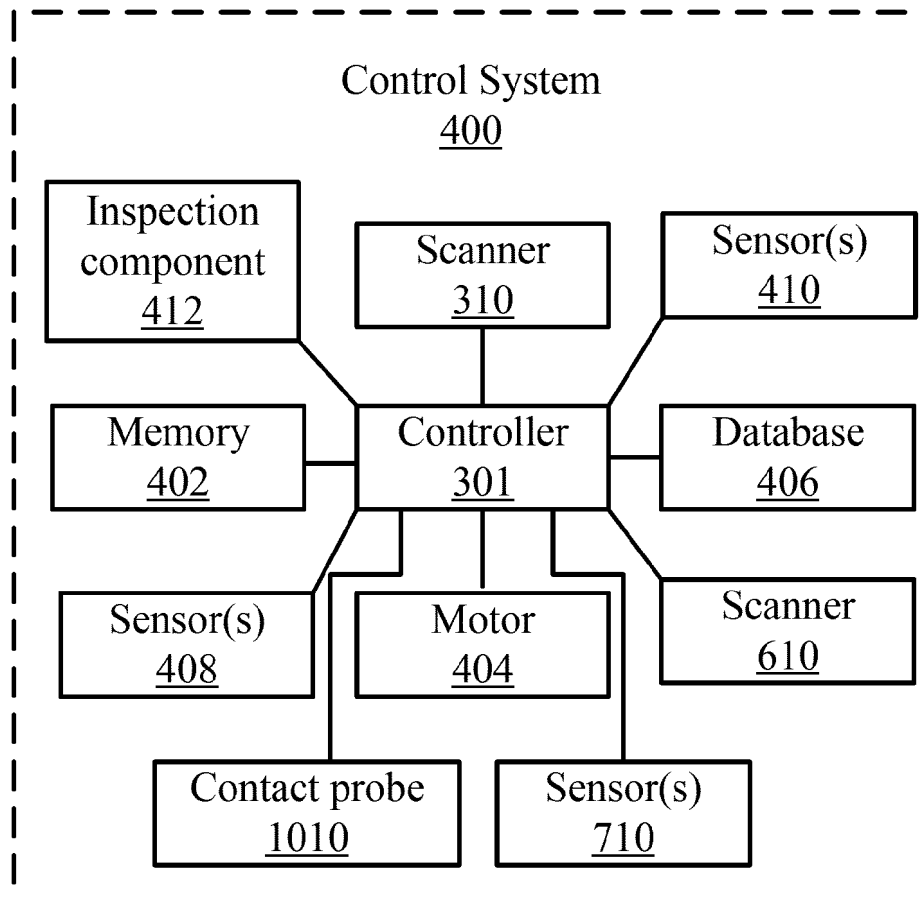 Control System
400
Inspection
component
412
Scanner
310
Sensor(s)
410
Memory
402
Controller
301
Database
406
Sensor(s)
408
Motor
404
Scanner
610
Contact probe
1010
Sensor(s)
710